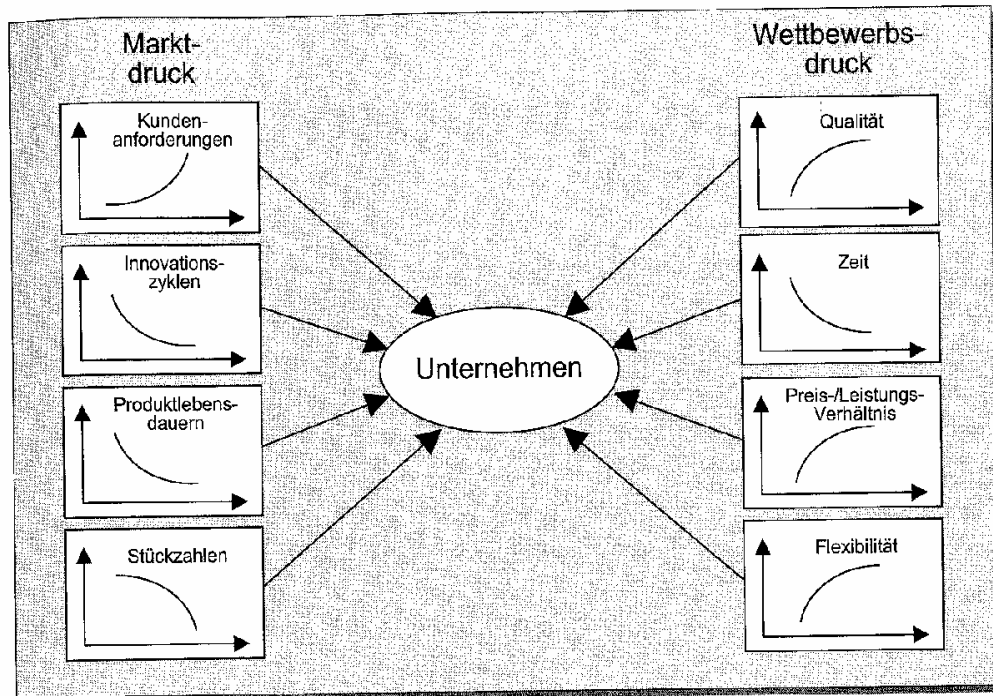 Markt-
druck
Kunden-
anforderungen
Innovations-
zyklen
Produktlebens-
dauern
Stückzahlen
Unternehmen
Wettbewerbs-
druck
Qualität
Zeit
Preis-/Leistungs-
Verhältnis
Flexibilität